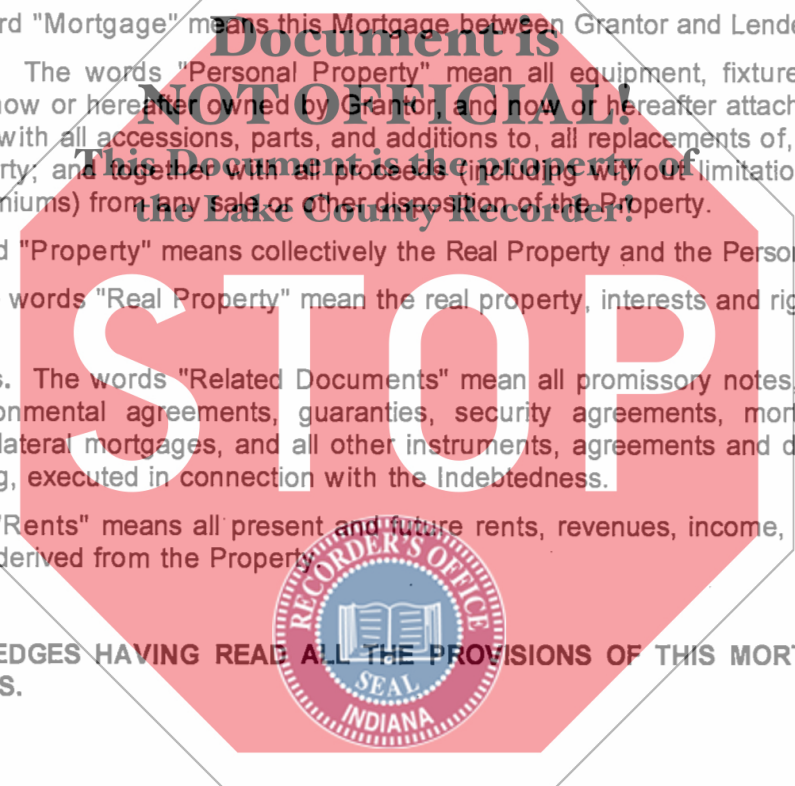 rd "Mortgage" means this Mortgage between Grantor and Lende
Document is
The words "Personal Property" mean all equipment, fixture
now or hereafter owned by Grantor, and now or hereafter attach
NOT OFFICIAL!
with all accessions, parts, and additions to, all replacements of,
This Document is the property of
rty; and together with all proceeds (including without limitatio
miums) from any sale or other disposition of the Property.
the Lake County Recorder!
d "Property" means collectively the Real Property and the Perso
words "Real Property" mean the real property, interests and rig
STOP
s. The words "Related Documents" mean all promissory notes,
onmental agreements, guaranties, security agreements, mort
lateral mortgages, and all other instruments, agreements and d
g, executed in connection with the Indebtedness.
"Rents" means all present and future rents, revenues, income,
derived from the Property.
RECORDER'S OFFICE
EDGES HAVING READ ALL THE PROVISIONS OF THIS MORT
S.
SEAL
INDIANA